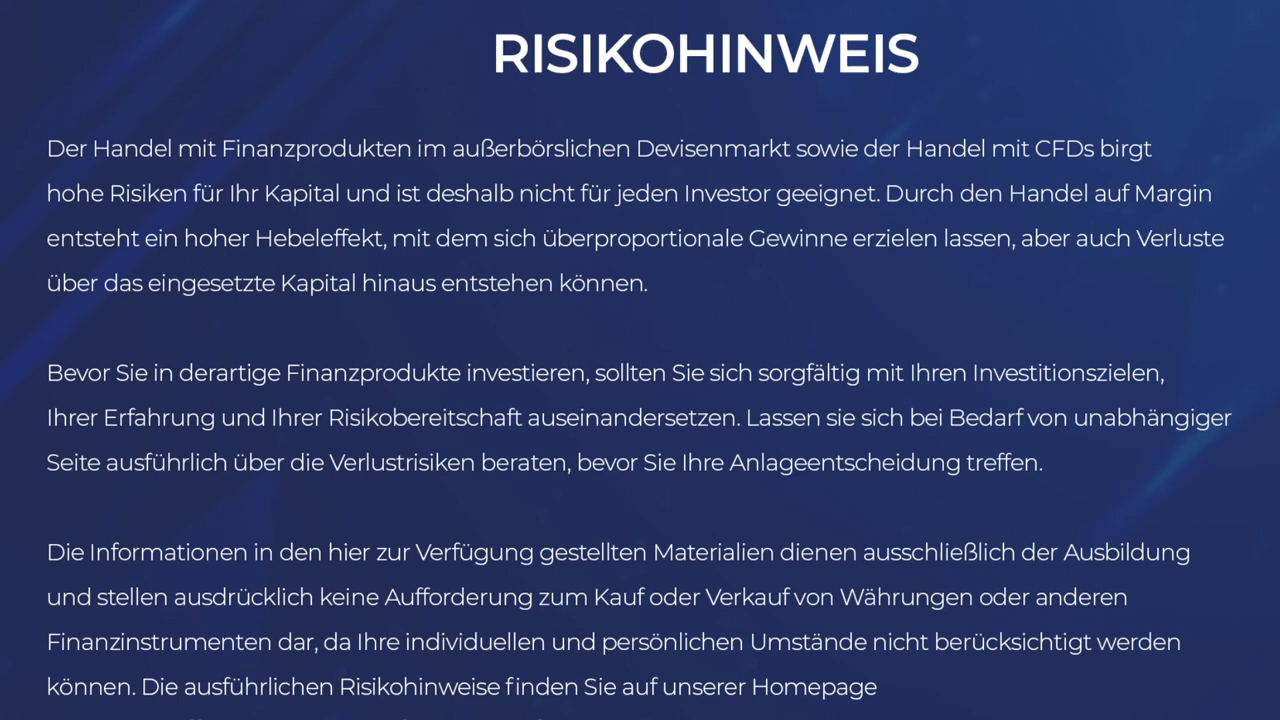 RISIKOHINWEIS
Der Handel mit Finanzprodukten im außerbörslichen Devisenmarkt sowie der Handel mit CFDs birgt
hohe Risiken für Ihr Kapital und ist deshalb nicht für jeden Investor geeignet. Durch den Handel auf Margin
entsteht ein hoher Hebeleffekt, mit dem sich überproportionale Gewinne erzielen lassen, aber auch Verluste
über das eingesetzte Kapital hinaus entstehen können.
Bevor Sie in derartige Finanzprodukte investieren, sollten Sie sich sorgfältig mit Ihren Investitionszielen,
Ihrer Erfahrung und Ihrer Risikobereitschaft auseinandersetzen. Lassen sie sich bei Bedarf von unabhängiger
Seite ausführlich über die Verlustrisiken beraten, bevor Sie Ihre Anlageentscheidung treffen.
Die Informationen in den hier zur Verfügung gestellten Materialien dienen ausschließlich der Ausbildung
und stellen ausdrücklich keine Aufforderung zum Kauf oder Verkauf von Währungen oder anderen
Finanzinstrumenten dar, da Ihre individuellen und persönlichen Umstände nicht berücksichtigt werden
können. Die ausführlichen Risikohinweise finden Sie auf unserer Homepage